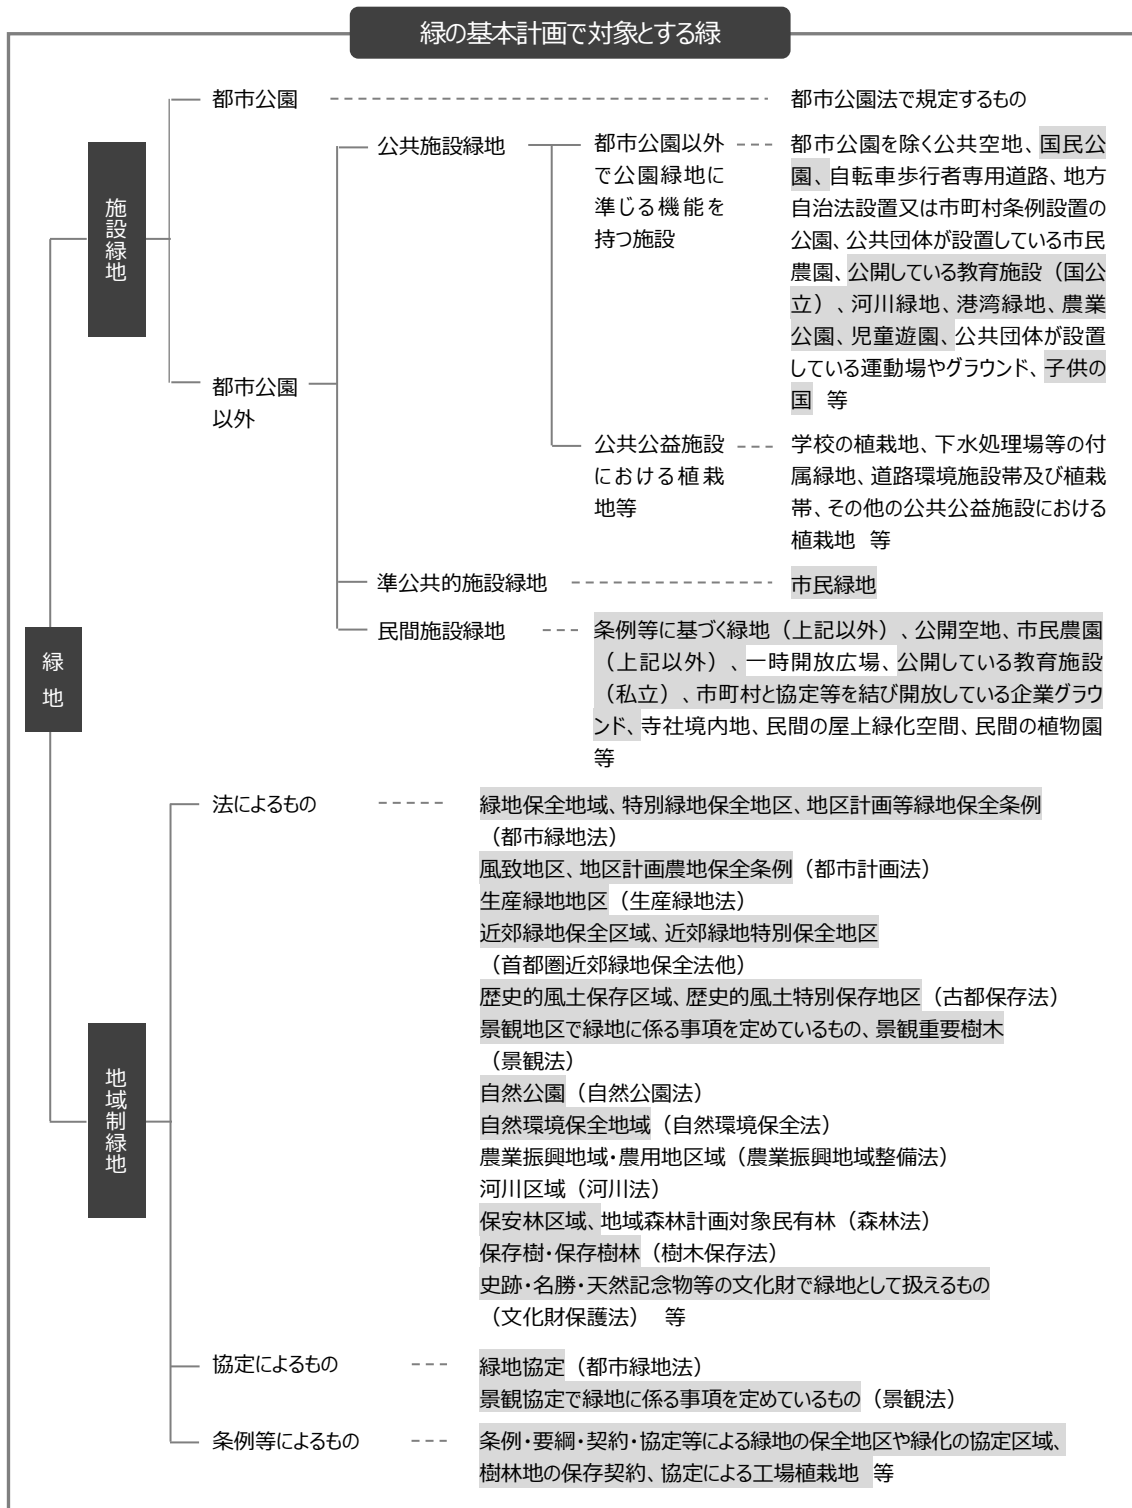 緑の基本計画で対象とする緑
緑地
施設緑地
都市公園
都市公園法で規定するもの
都市公園
以外
公共施設緑地
都市公園以外
で公園緑地に
準じる機能を
持つ施設
都市公園を除く公共空地、国民公
園、自転車歩行者専用道路、地方
自治法設置又は市町村条例設置の
公園、公共団体が設置している市民
農園、公開している教育施設（国公
立）、河川緑地、港湾緑地、農業
公園、児童遊園、公共団体が設置
している運動場やグラウンド、子供の
国 等
公共公益施設
における植栽
地等
学校の植栽地、下水処理場等の付
属緑地、道路環境施設帯及び植栽
帯、その他の公共公益施設における
植栽地 等
準公共的施設緑地
市民緑地
民間施設緑地
条例等に基づく緑地（上記以外）、公開空地、市民農園
（上記以外）、一時開放広場、公開している教育施設
（私立）、市町村と協定等を結び開放している企業グラウ
ンド、寺社境内地、民間の屋上緑化空間、民間の植物園
等
地域制緑地
法によるもの
緑地保全地域、特別緑地保全地区、地区計画等緑地保全条例
（都市緑地法）
風致地区、地区計画農地保全条例（都市計画法）
生産緑地地区（生産緑地法）
近郊緑地保全区域、近郊緑地特別保全地区
（首都圏近郊緑地保全法他）
歴史的風土保存区域、歴史的風土特別保存地区（古都保存法）
景観地区で緑地に係る事項を定めているもの、景観重要樹木
（景観法）
自然公園（自然公園法）
自然環境保全地域（自然環境保全法）
農業振興地域・農用地区域（農業振興地域整備法）
河川区域（河川法）
保安林区域、地域森林計画対象民有林（森林法）
保存樹・保存樹林（樹木保存法）
史跡・名勝・天然記念物等の文化財で緑地として扱えるもの
（文化財保護法） 等
協定によるもの
緑地協定（都市緑地法）
景観協定で緑地に係る事項を定めているもの（景観法）
条例等によるもの
条例・要綱・契約・協定等による緑地の保全地区や緑化の協定区域、
樹林地の保存契約、協定による工場植栽地 等